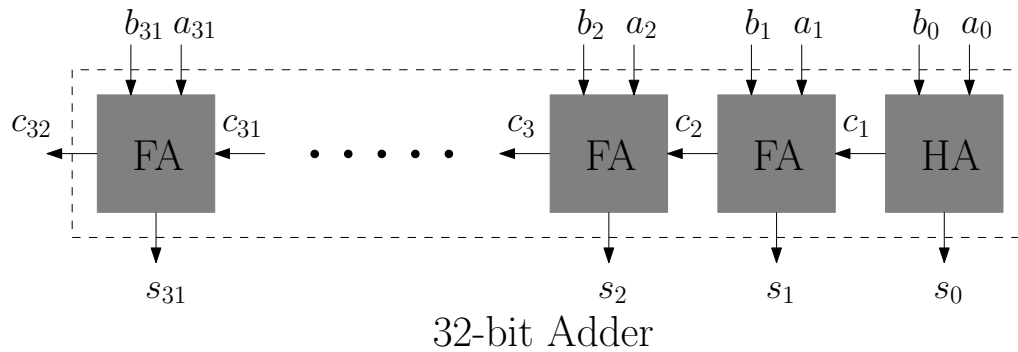 b31 a31 b2 a2 b1 a1 b0 a0
c32 c31 c3 c2 c1
FA FA FA HA
s31 s2 s1 s0
32-bit Adder